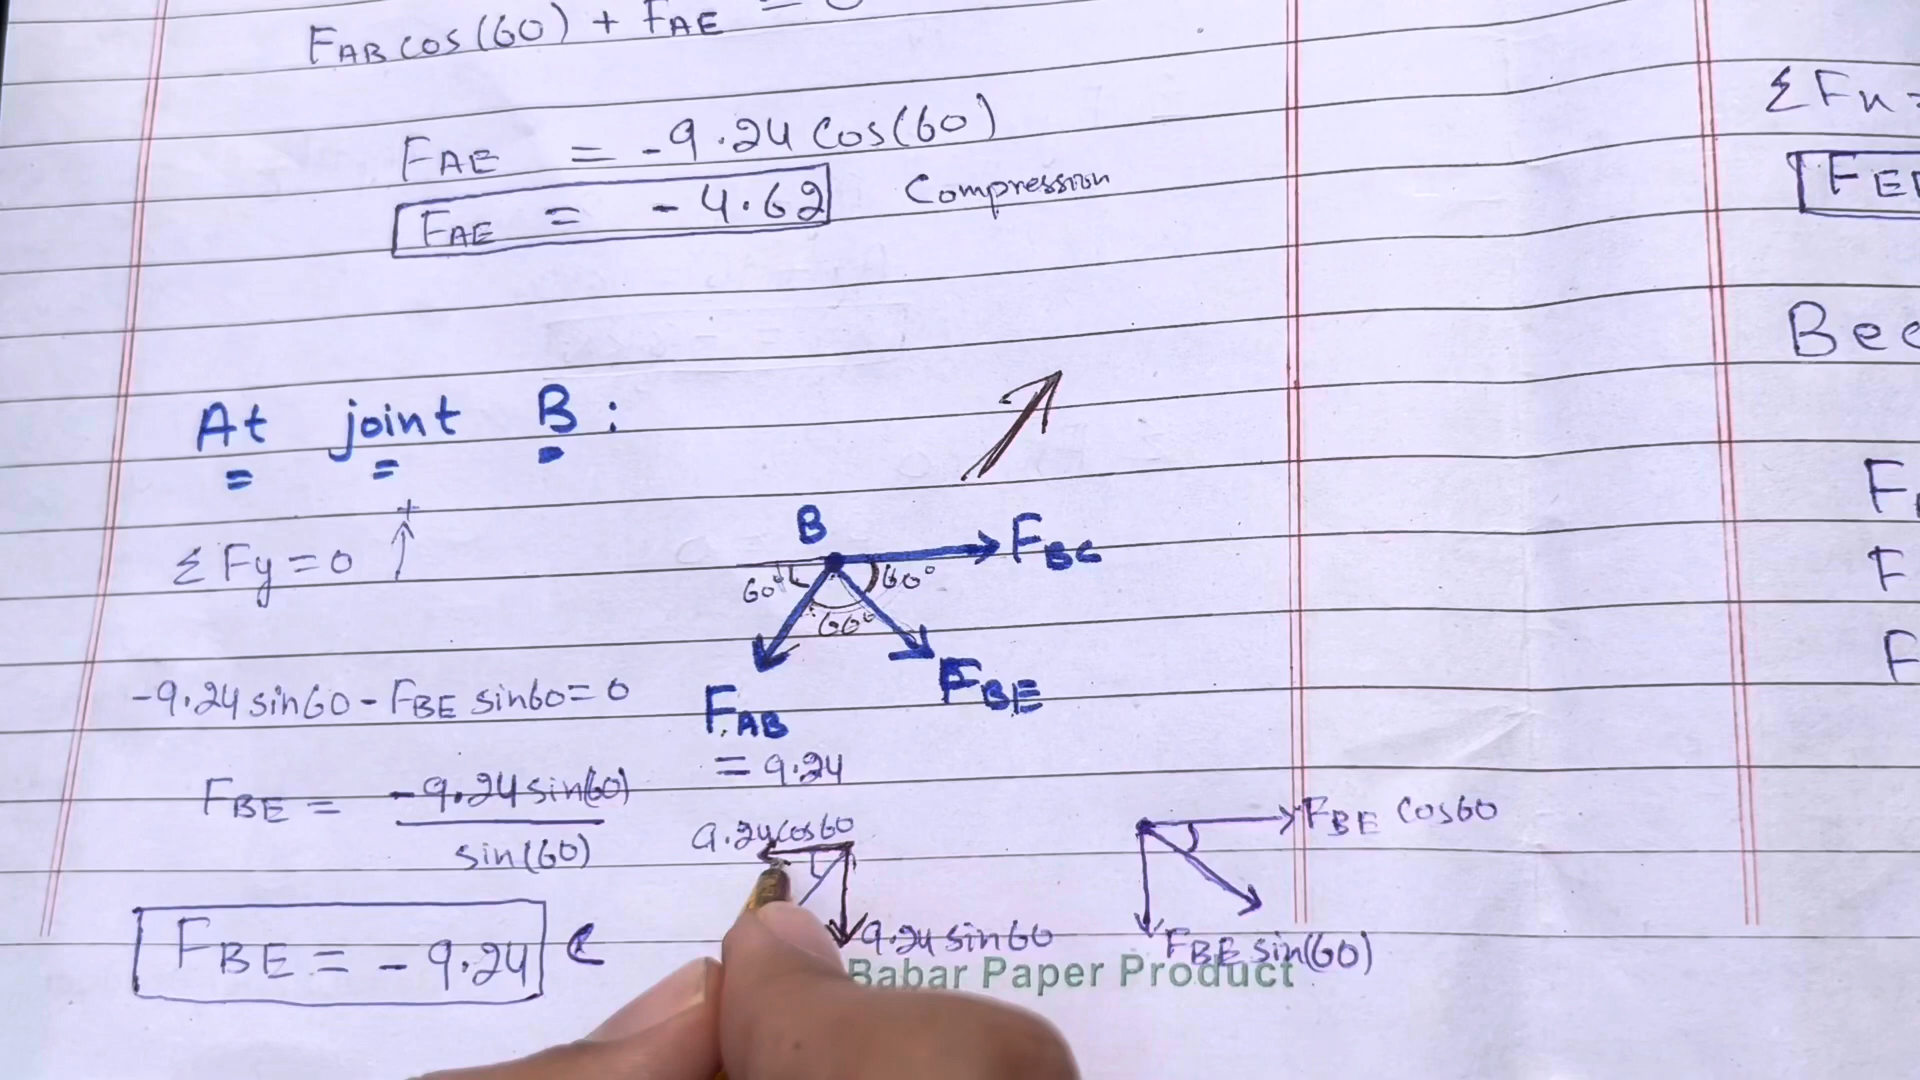 FAB cos(60) + FAE = 0
FAE = -9.24 cos(60)
FAE = -4.62 Compression
At joint B:
ΣFy=0 +
-9.24 sin60 - FBE sin60=0
FBE = -9.24 sin(60)
sin(60)
FBE = -9.24 C
B
FBC
60°
60°
60°
FAB
= 9.24
FBE
9.24cos60
9.24 sin60
FBE cos60
FBE sin(60)
Babar Paper Product
ΣFx=
FE
Be
F
F
F